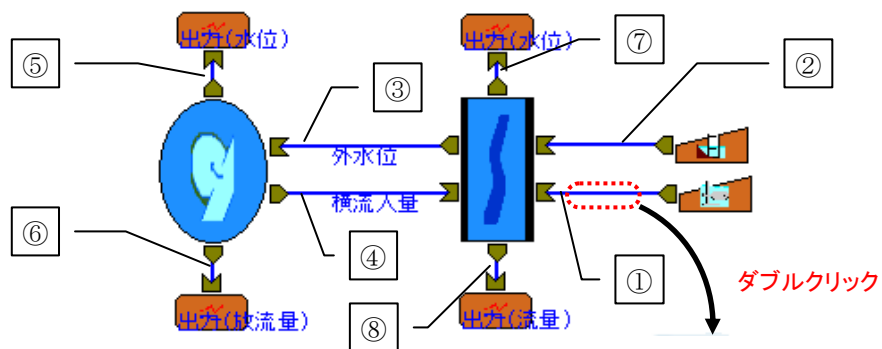 出力(水位)
出力(水位)
⑤
③
⑦
②
外水位
横流入量
⑥
④
⑧
①
ダブルクリック
出力(放流量)
出力(流量)